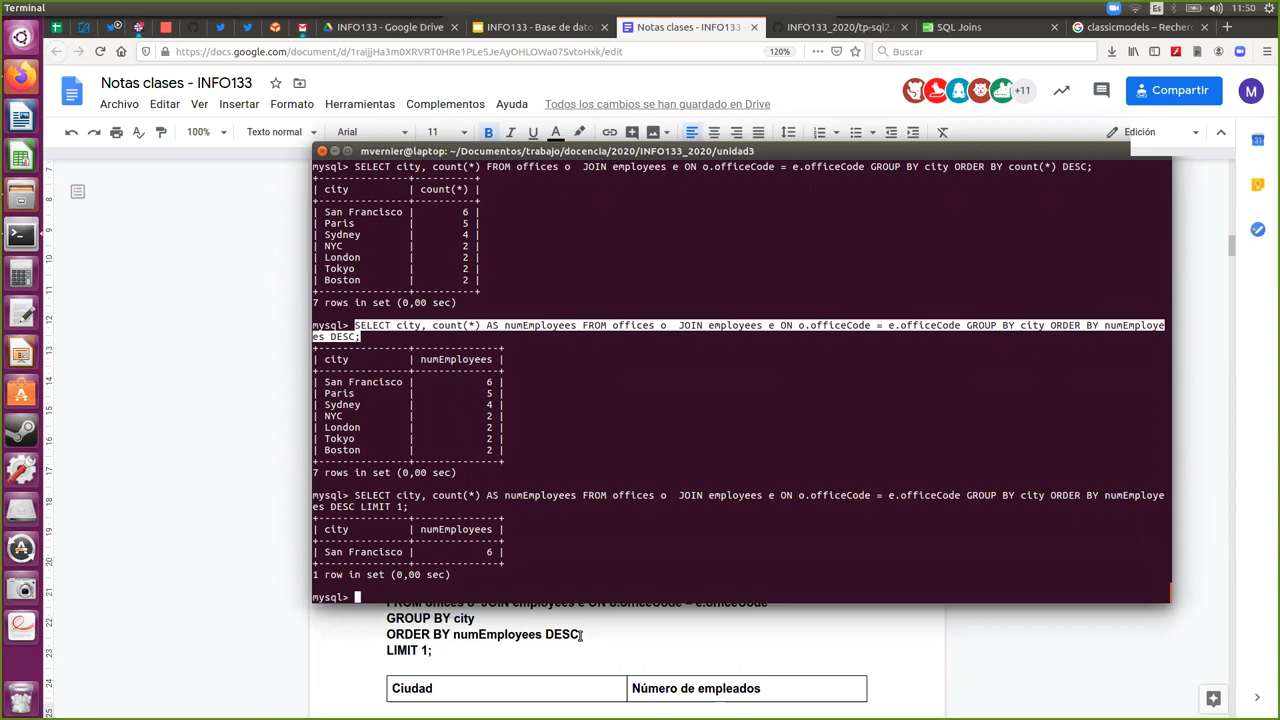 Terminal
Es
11:50
INFO133 - Google Drive
INFO133 - Base de dato
Notas clases - INFO133
INFO133_2020/tp-sql2.
SQL Joins
classicmodels – Recher
https://docs.google.com/document/d/1raijjHa3m0XRVRT0HRe1PLeSJeAyOHLOWa07SvtoHxk/edit
120%
Buscar
Notas clases - INFO133
+11
Compartir
M
Archivo
Editar
Ver
Insertar
Formato
Herramientas
Complementos
Ayuda
Todos los cambios se han guardado en Drive
100%
Texto normal
Arial
11
B
I
U
A
Edición
mvernier@laptop: ~/Documentos/trabajo/docencia/2020/INFO133_2020/unidad3
mysql> SELECT city, count(*) FROM offices o  JOIN employees e ON o.officeCode = e.officeCode GROUP BY city ORDER BY count(*) DESC;
+---------------+----------+
| city          | count(*) |
+---------------+----------+
| San Francisco |        6 |
| Paris         |        5 |
| Sydney        |        4 |
| NYC           |        2 |
| London        |        2 |
| Tokyo         |        2 |
| Boston        |        2 |
+---------------+----------+
7 rows in set (0,00 sec)
mysql> SELECT city, count(*) AS numEmployees FROM offices o  JOIN employees e ON o.officeCode = e.officeCode GROUP BY city ORDER BY numEmploye
es DESC;
+---------------+--------------+
| city          | numEmployees |
+---------------+--------------+
| San Francisco |            6 |
| Paris         |            5 |
| Sydney        |            4 |
| NYC           |            2 |
| London        |            2 |
| Tokyo         |            2 |
| Boston        |            2 |
+---------------+--------------+
7 rows in set (0,00 sec)
mysql> SELECT city, count(*) AS numEmployees FROM offices o  JOIN employees e ON o.officeCode = e.officeCode GROUP BY city ORDER BY numEmploye
es DESC LIMIT 1;
+---------------+--------------+
| city          | numEmployees |
+---------------+--------------+
| San Francisco |            6 |
+---------------+--------------+
1 row in set (0,00 sec)
mysql>
FROM offices o JOIN employees e ON o.officeCode = e.officeCode
GROUP BY city
ORDER BY numEmployees DESC
LIMIT 1;
Ciudad
Número de empleados